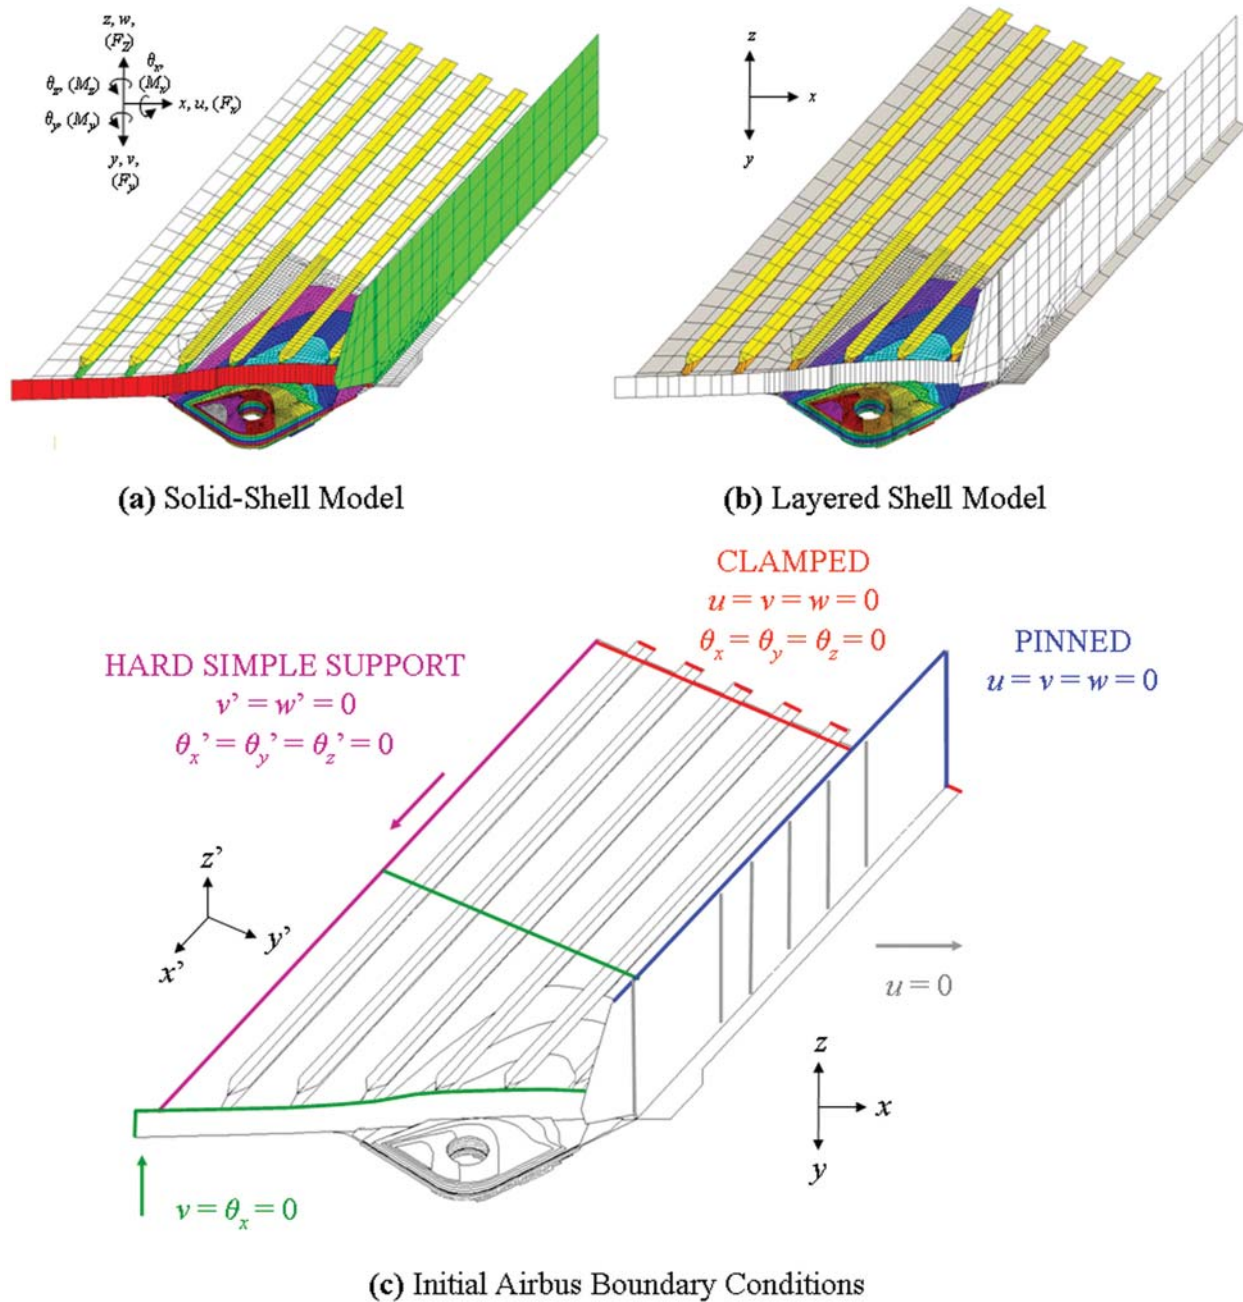 z, w,
(F_Z)
θ_x,
θ_z, (M_z)
(M_x)
x, u, (F_x)
θ_y, (M_y)
y, v,
(F_y)
z
x
y
(a) Solid-Shell Model
(b) Layered Shell Model
CLAMPED
u = v = w = 0
θ_x = θ_y = θ_z = 0
PINNED
u = v = w = 0
HARD SIMPLE SUPPORT
v’ = w’ = 0
θ_x’ = θ_y’ = θ_z’ = 0
z’
y’
x’
u = 0
z
x
y
v = θ_x = 0
(c) Initial Airbus Boundary Conditions